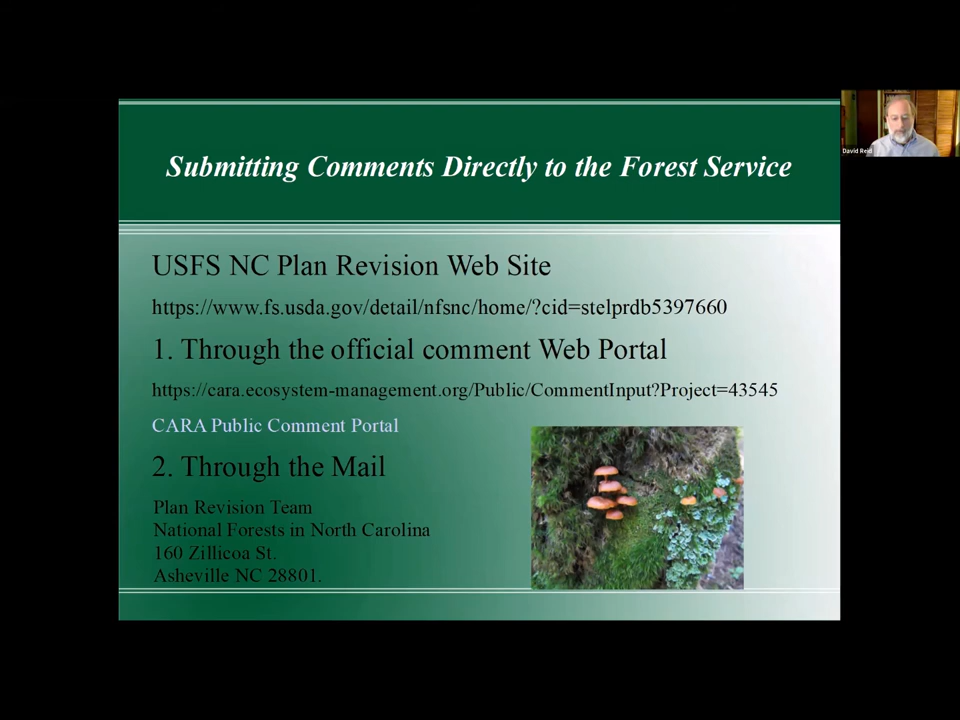 Submitting Comments Directly to the Forest Service
David Reid
USFS NC Plan Revision Web Site
https://www.fs.usda.gov/detail/nfsnc/home/?cid=stelprdb5397660
1. Through the official comment Web Portal
https://cara.ecosystem-management.org/Public/CommentInput?Project=43545
CARA Public Comment Portal
2. Through the Mail
Plan Revision Team
National Forests in North Carolina
160 Zillicoa St.
Asheville NC 28801.